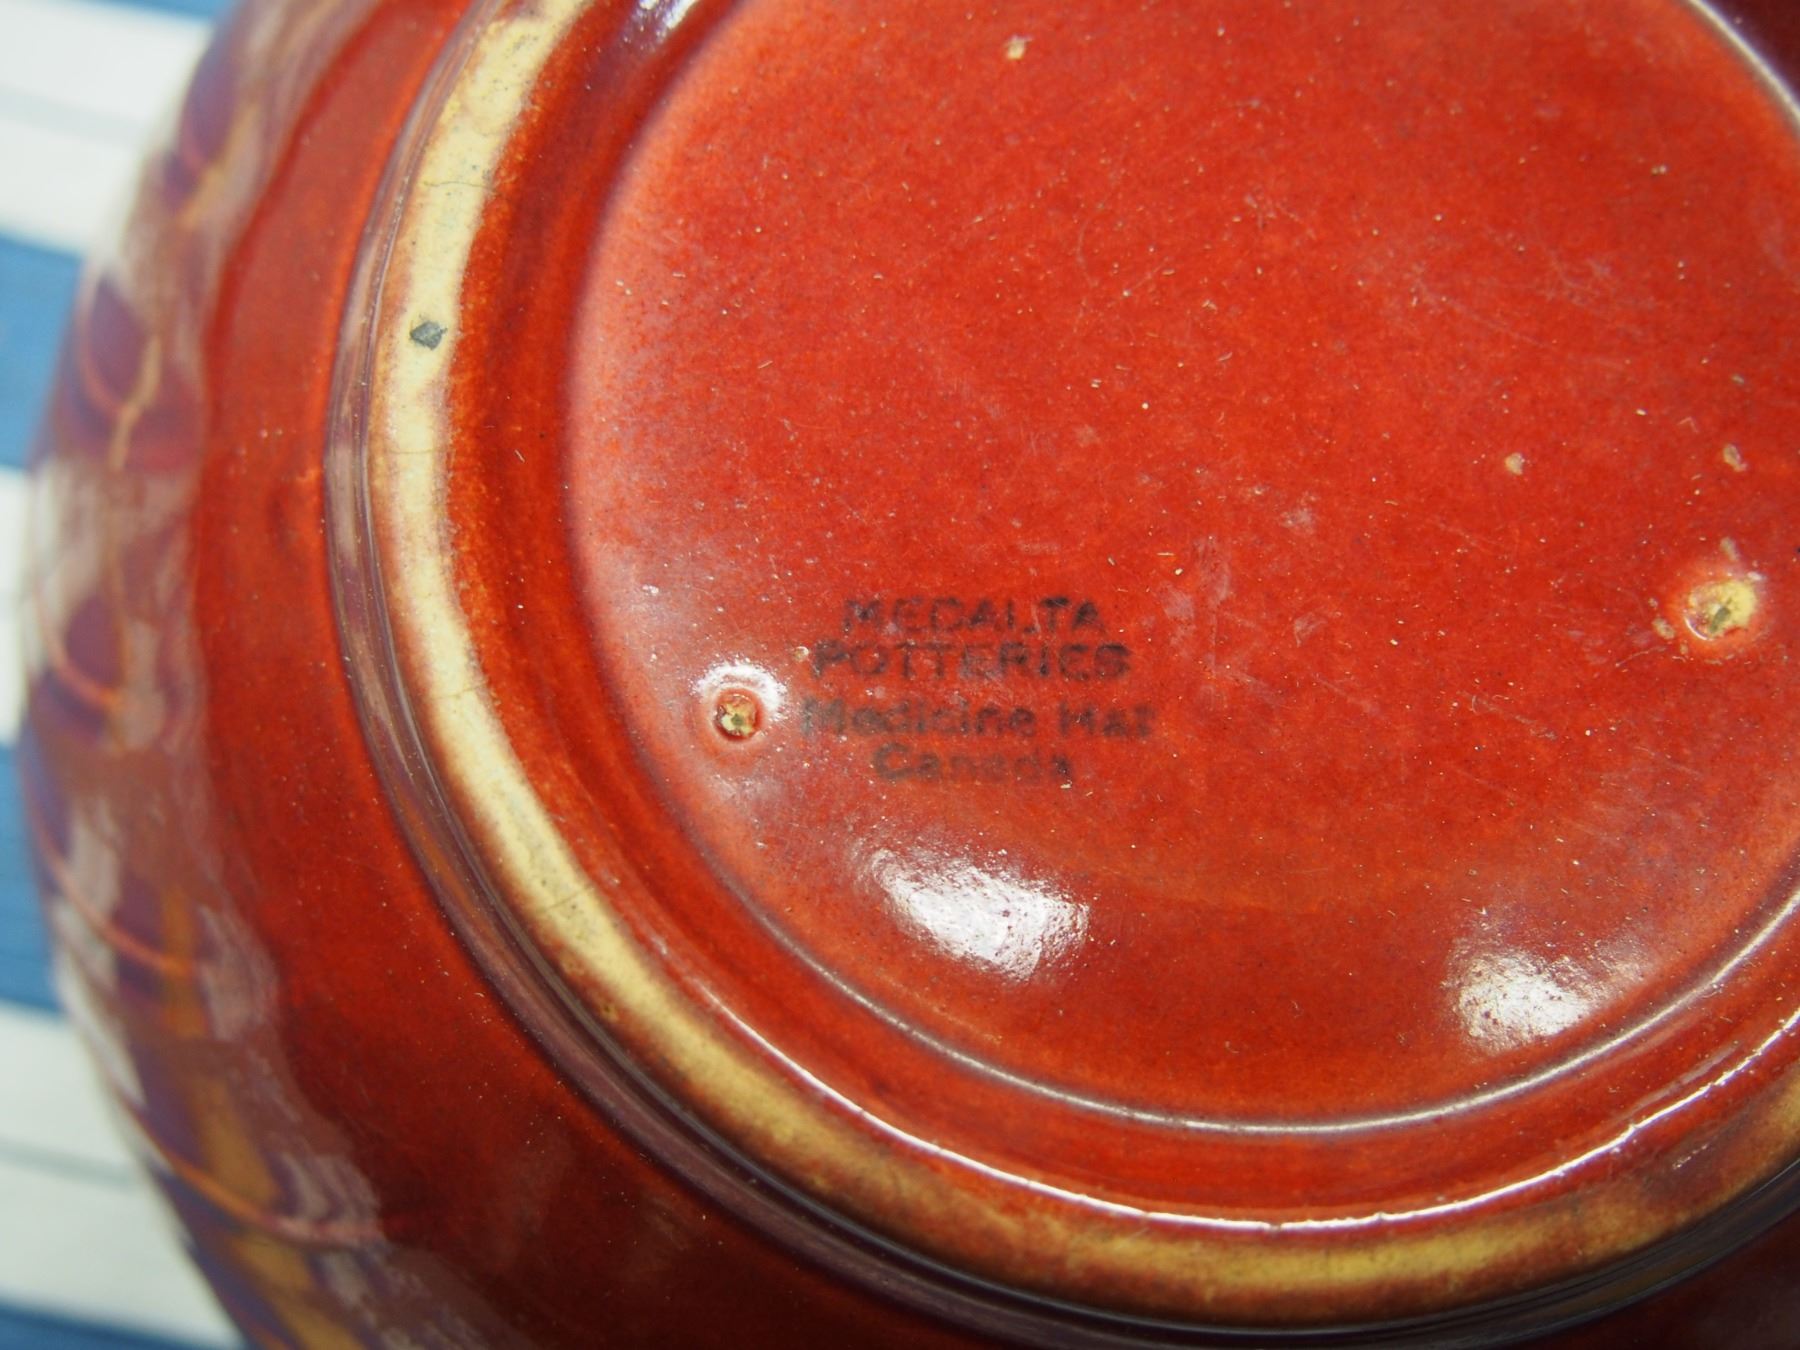 MEDALTA
POTTERIES
Medicine HAT
Canada